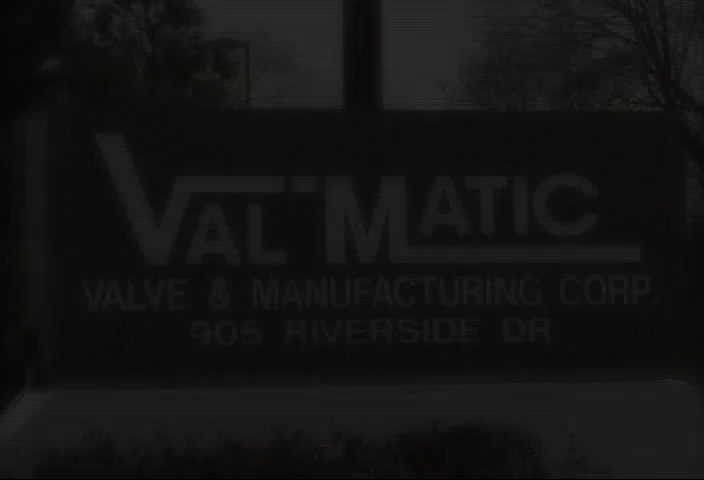 VAL MATIC
VALVE & MANUFACTURING CORP.
905 RIVERSIDE DR